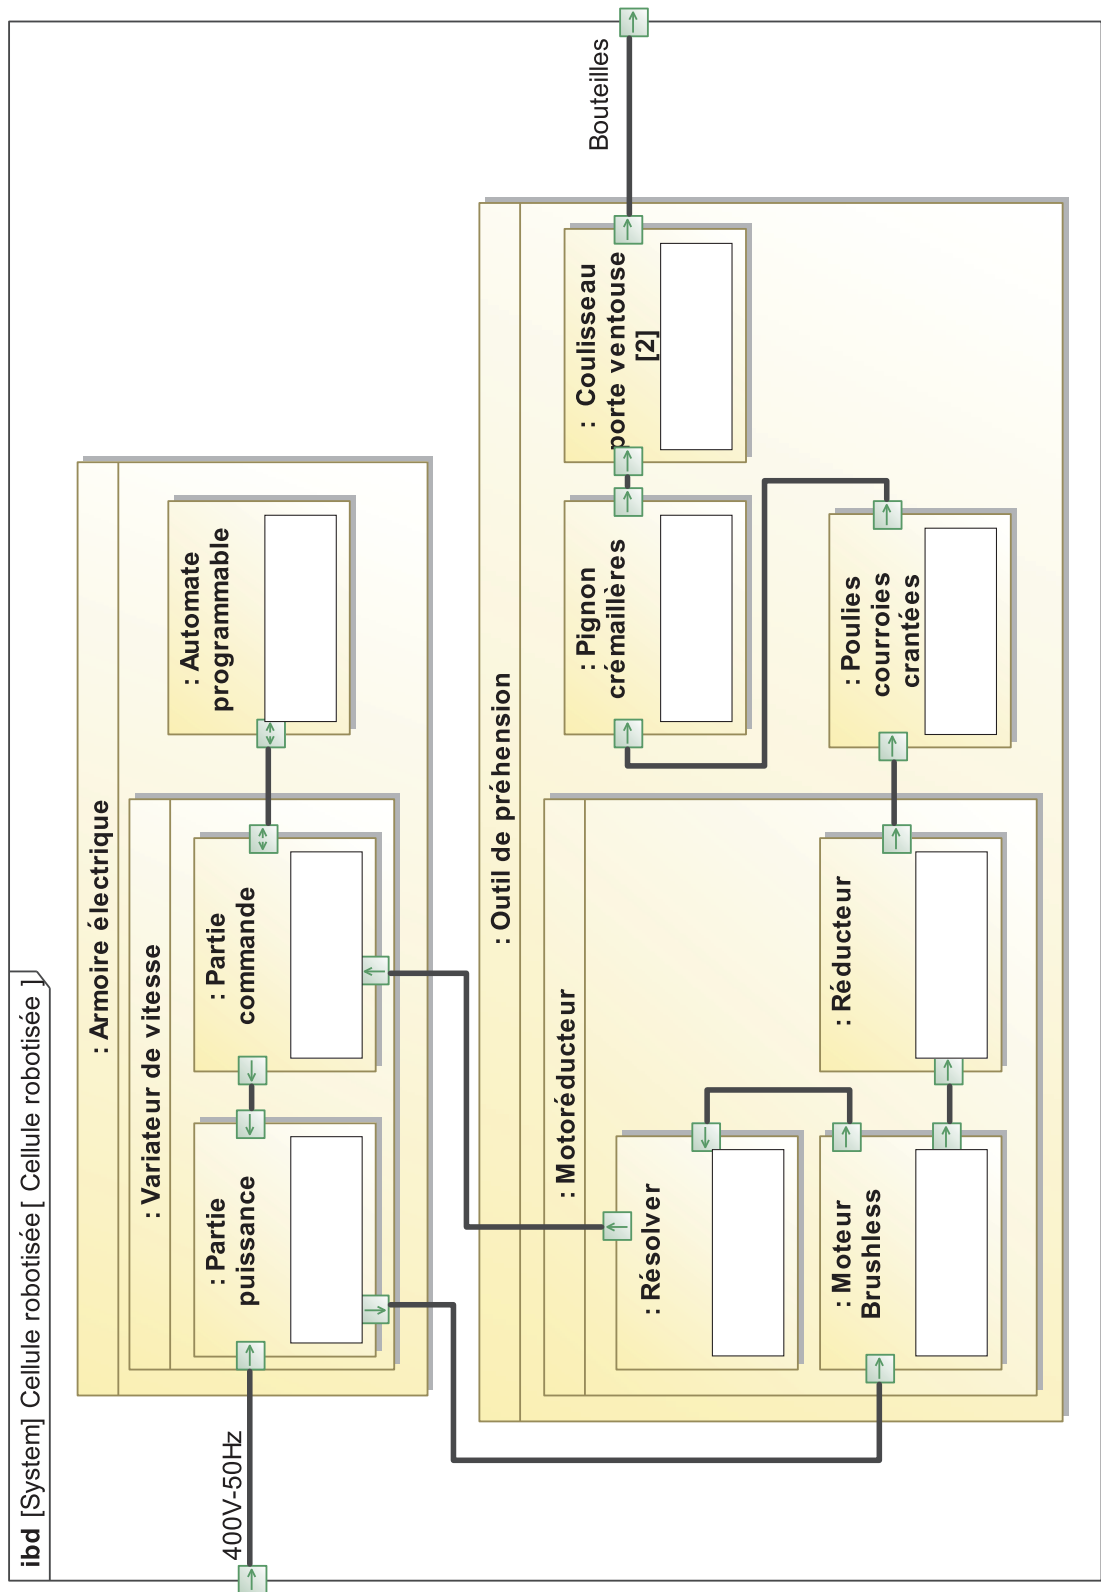 ibd [System] Cellule robotisée [ Cellule robotisée ]
: Armoire électrique
: Variateur de vitesse
400V-50Hz
: Partie
puissance
: Partie
commande
: Automate
programmable
: Outil de préhension
: Motoréducteur
: Résolver
: Moteur
Brushless
: Réducteur
: Poulies
courroies
crantées
: Pignon
crémaillères
: Coulisseau
porte ventouse
[2]
Bouteilles